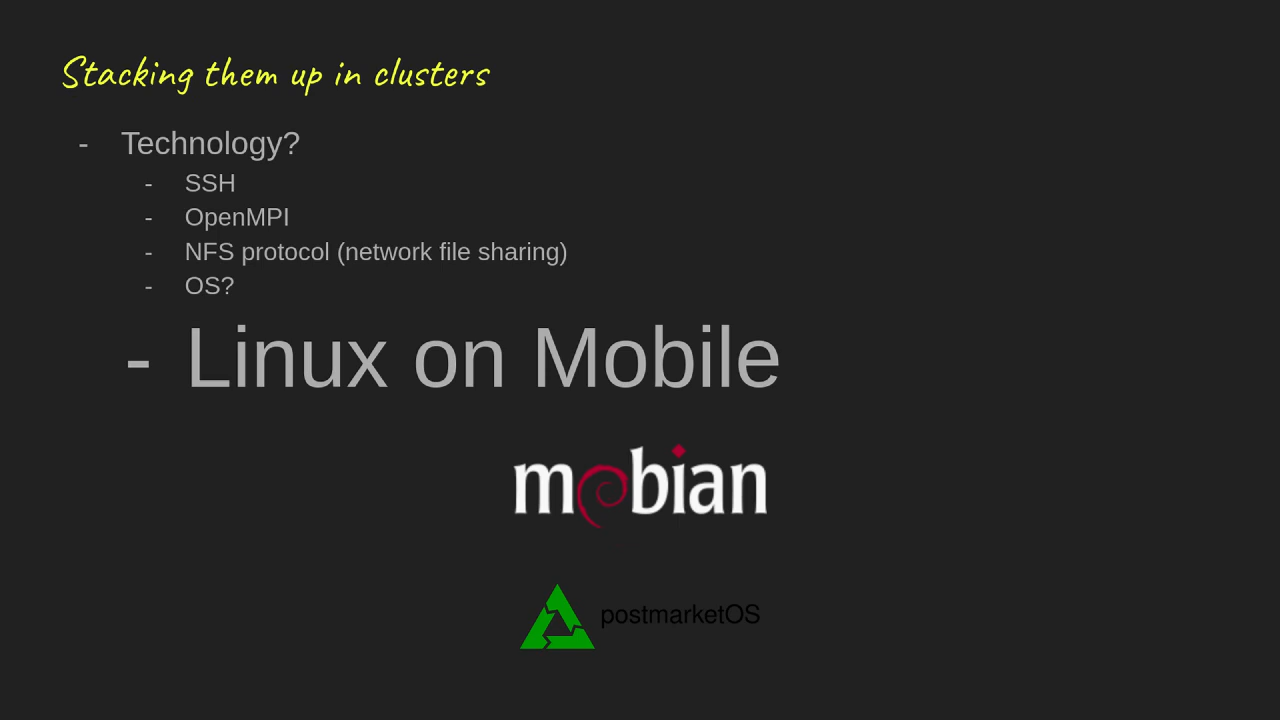 Stacking them up in clusters
- Technology?
- SSH
- OpenMPI
- NFS protocol (network file sharing)
- OS?
- Linux on Mobile
mobian
postmarketOS